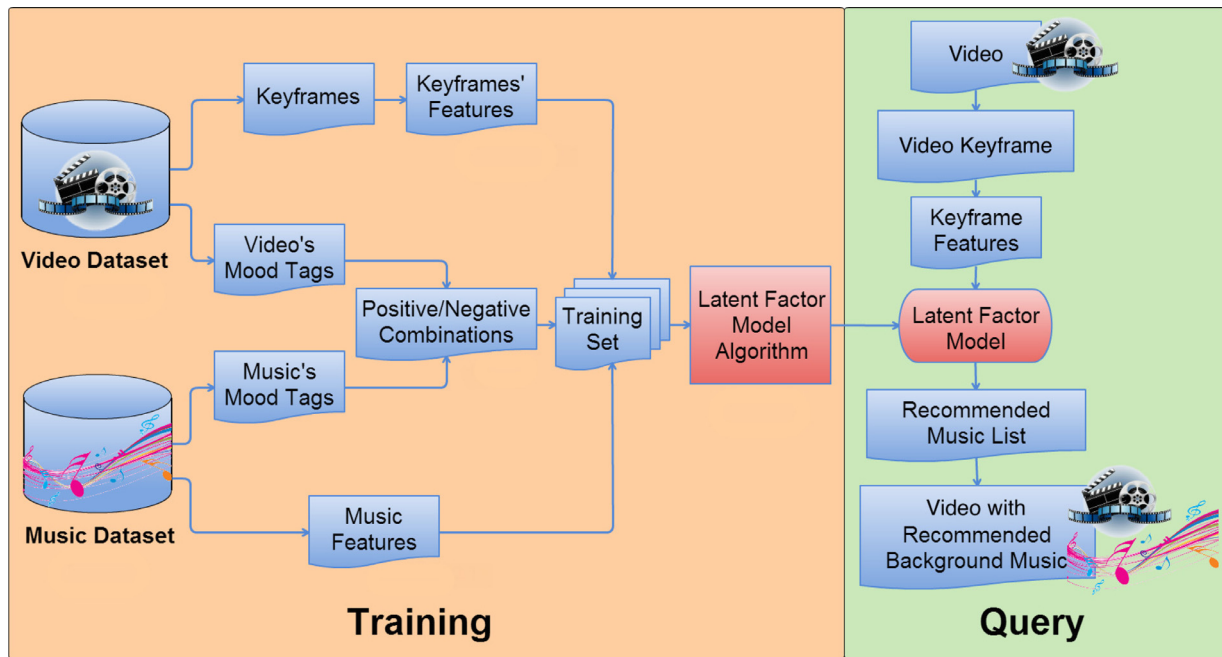 Keyframes
Keyframes'
Features
Video Dataset
Video's
Mood Tags
Positive/Negative
Combinations
Training
Set
Latent Factor
Model
Algorithm
Music's
Mood Tags
Music Dataset
Music
Features
Training
Video
Video Keyframe
Keyframe
Features
Latent Factor
Model
Recommended
Music List
Video with
Recommended
Background Music
Query